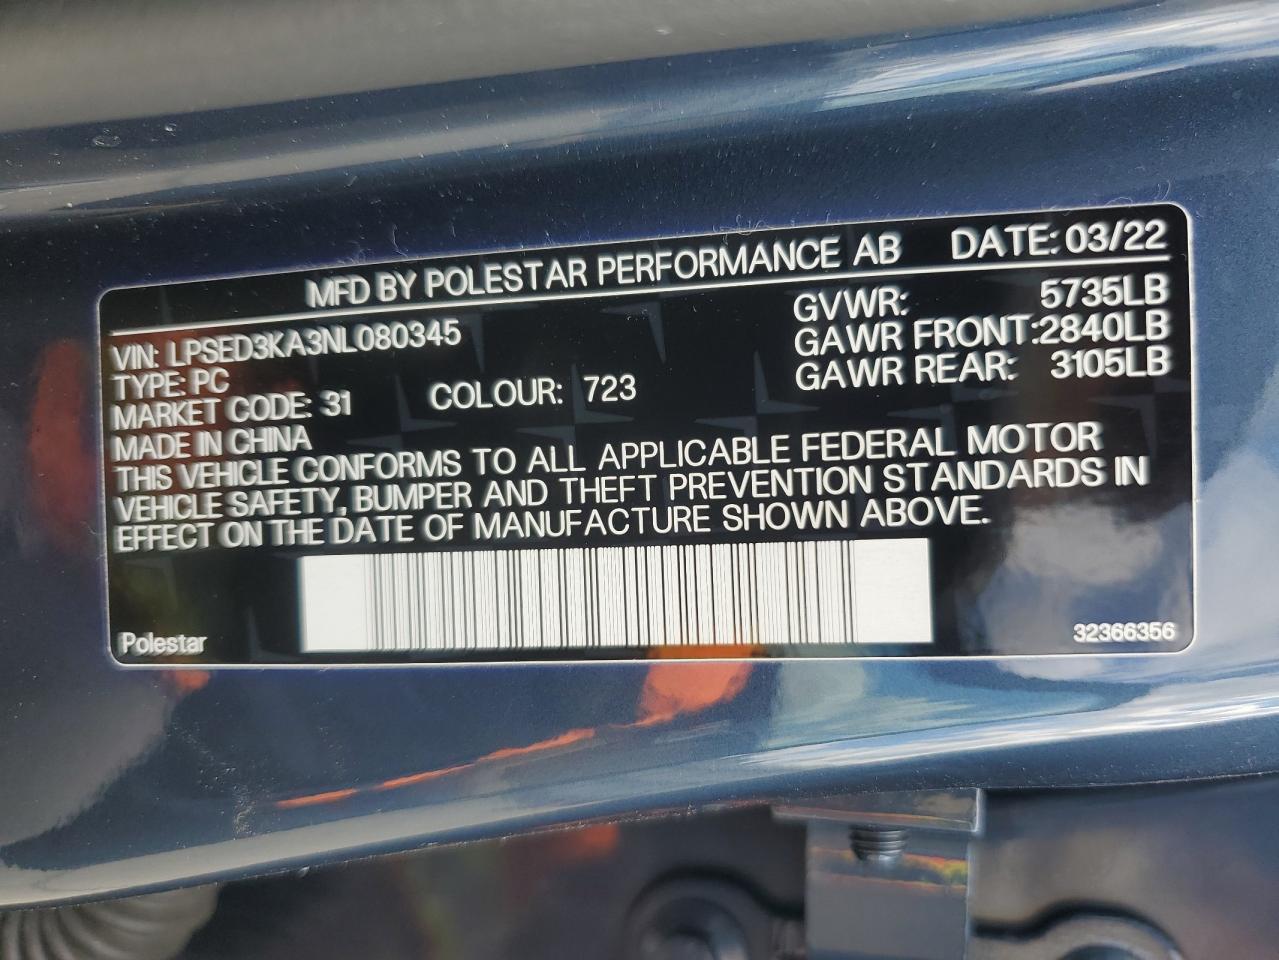 MFD BY POLESTAR PERFORMANCE AB DATE: 03/22
VIN: LPSED3KA3NL080345 GVWR: 5735LB
TYPE: PC GAWR FRONT: 2840LB
MARKET CODE: 31 COLOUR: 723 GAWR REAR: 3105LB
MADE IN CHINA
THIS VEHICLE CONFORMS TO ALL APPLICABLE FEDERAL MOTOR
VEHICLE SAFETY, BUMPER AND THEFT PREVENTION STANDARDS IN
EFFECT ON THE DATE OF MANUFACTURE SHOWN ABOVE.
Polestar 32366356